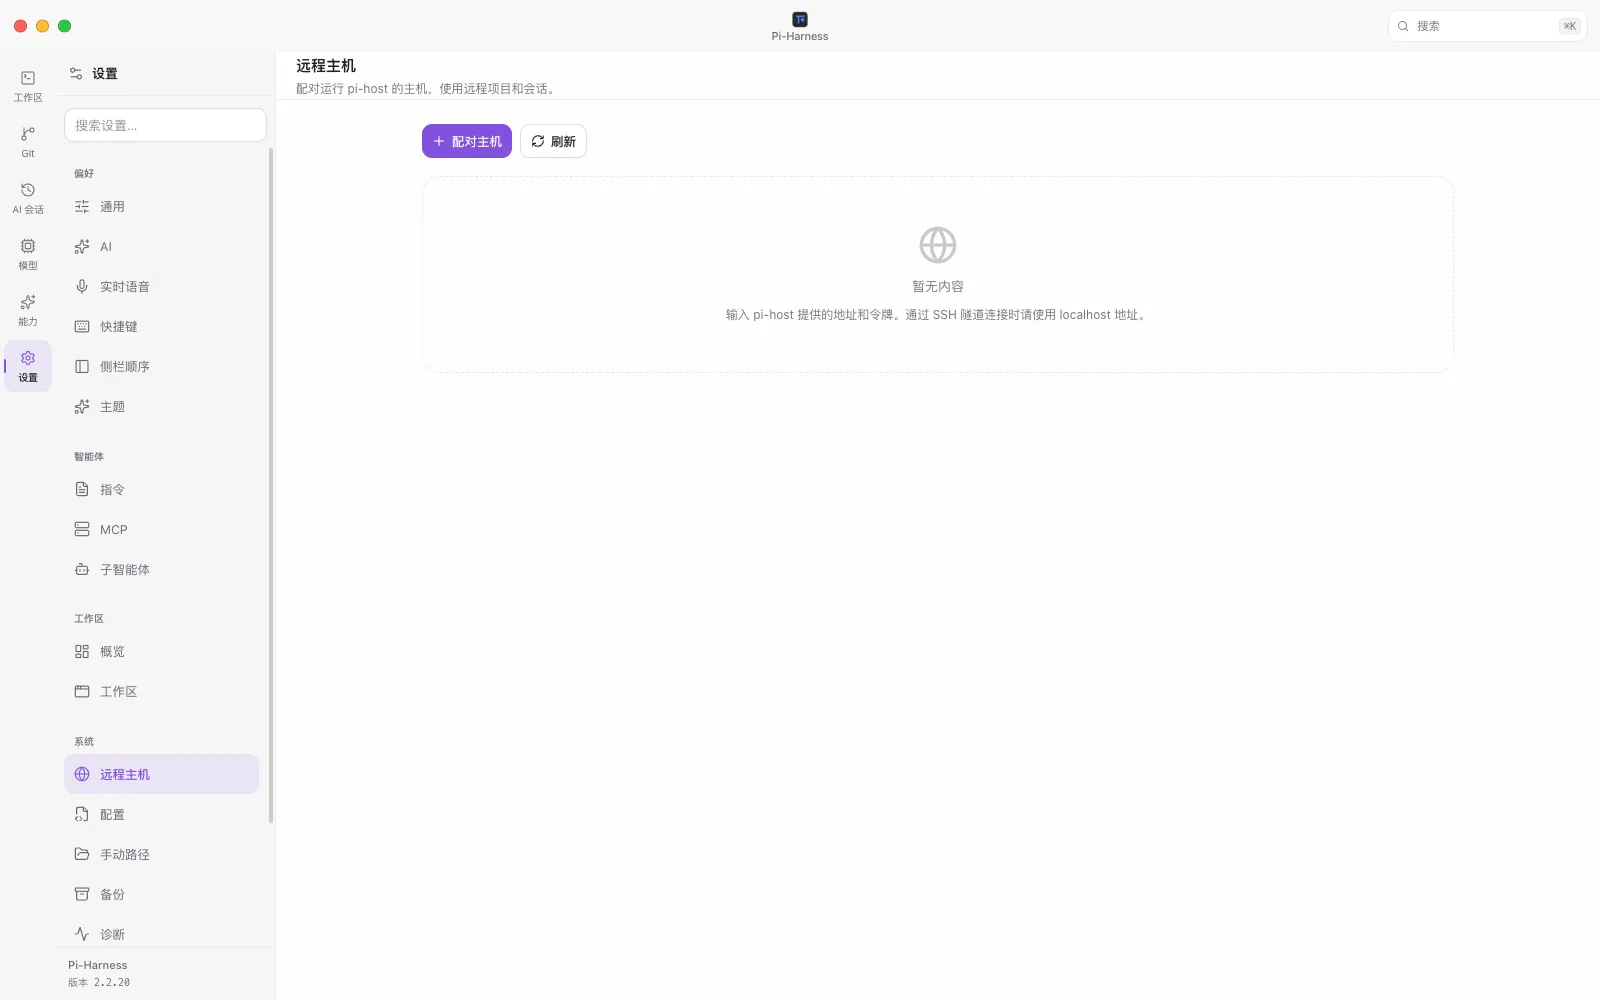 Pi-Harness
搜索
⌘K
工作区
Git
AI 会话
模型
能力
设置
设置
搜索设置...
偏好
通用
AI
实时语音
快捷键
侧栏顺序
主题
智能体
指令
MCP
子智能体
工作区
概览
工作区
系统
远程主机
配置
手动路径
备份
诊断
Pi-Harness
版本 2.2.20
远程主机
配对运行 pi-host 的主机，使用远程项目和会话。
配对主机
刷新
暂无内容
输入 pi-host 提供的地址和令牌。通过 SSH 隧道连接时请使用 localhost 地址。